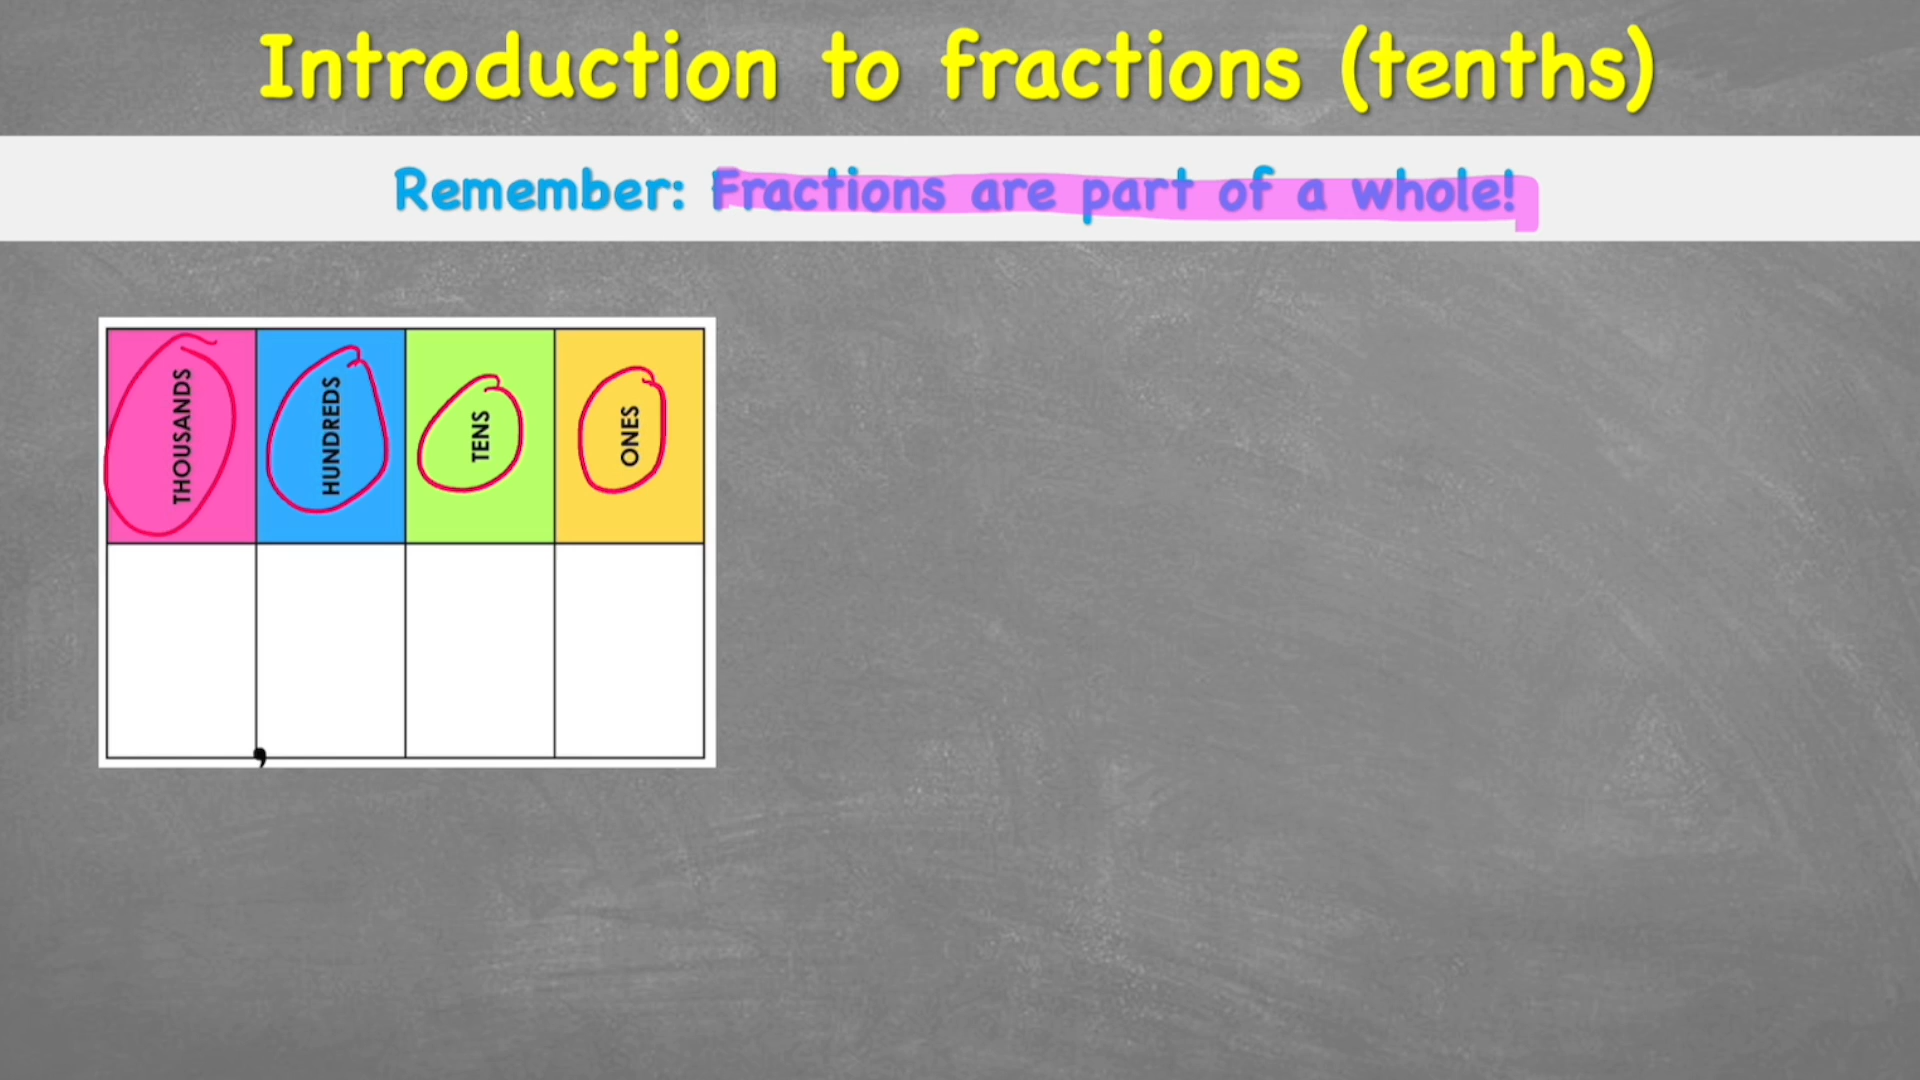 Introduction to fractions (tenths)
Remember: Fractions are part of a whole!
THOUSANDS
HUNDREDS
TENS
ONES
,